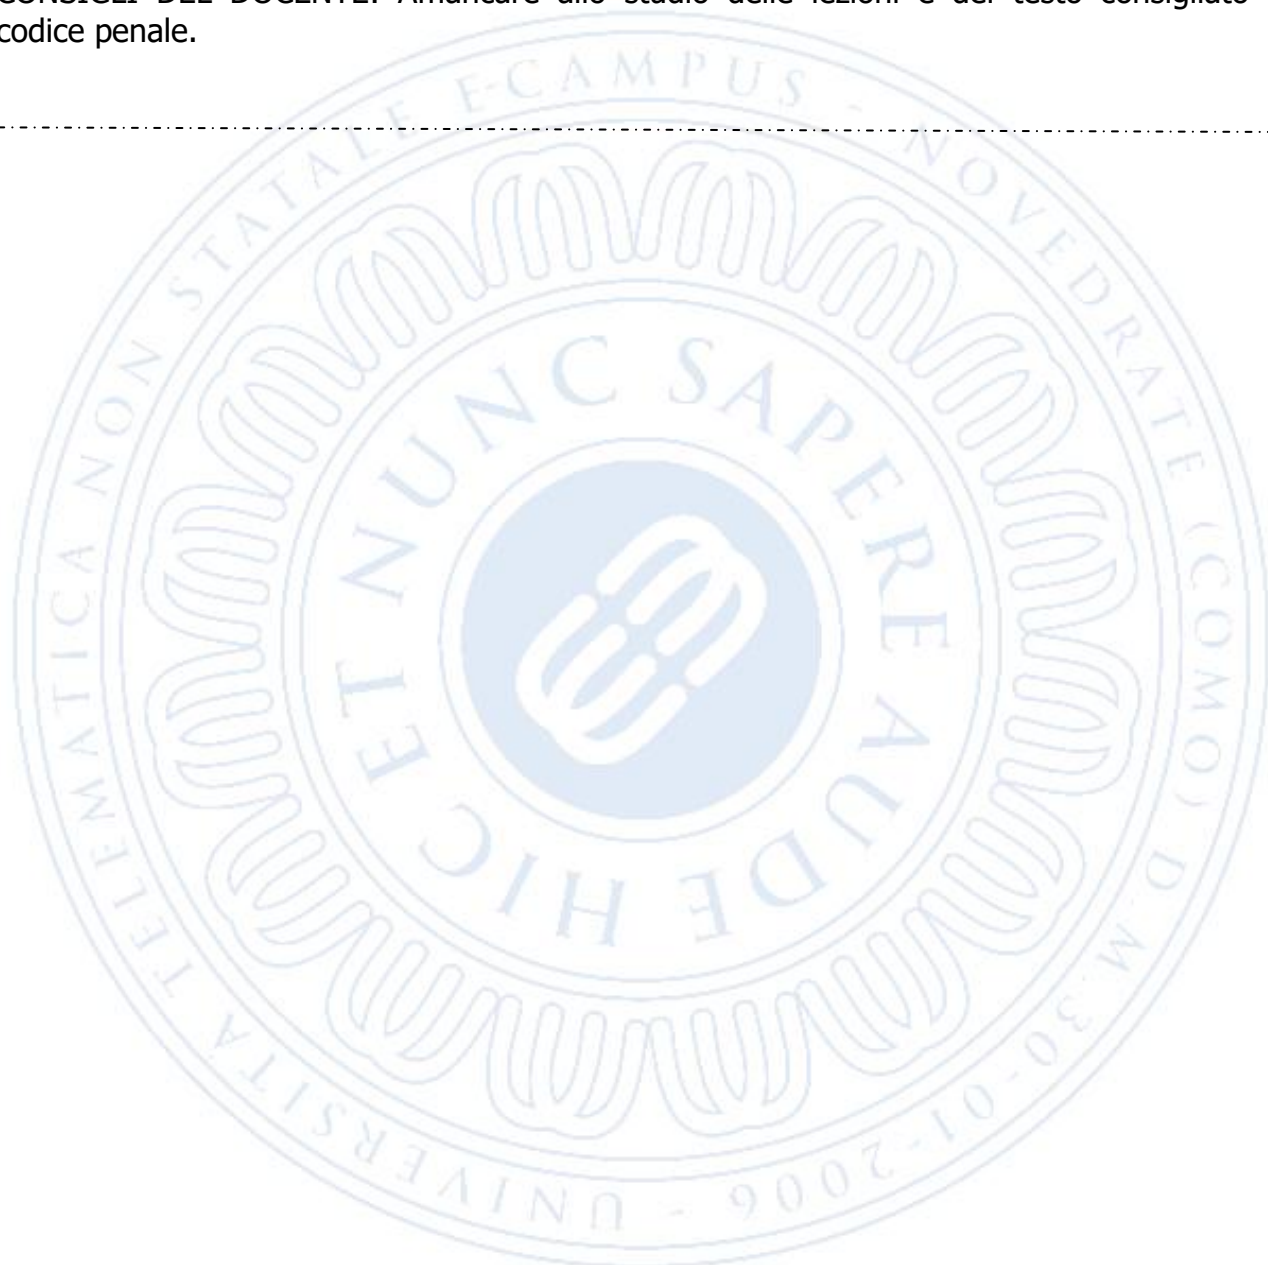 CONSIGLI DEL DOCENTE: Affiancare allo studio delle lezioni e del testo consigliato
codice penale.
UNIVERSITÀ TELEMATICA NON STATALE E-CAMPUS - NOVEDRATE (COMO) D.M. 30-01-2006 -
HIC ET NUNC SAPERE AUDE